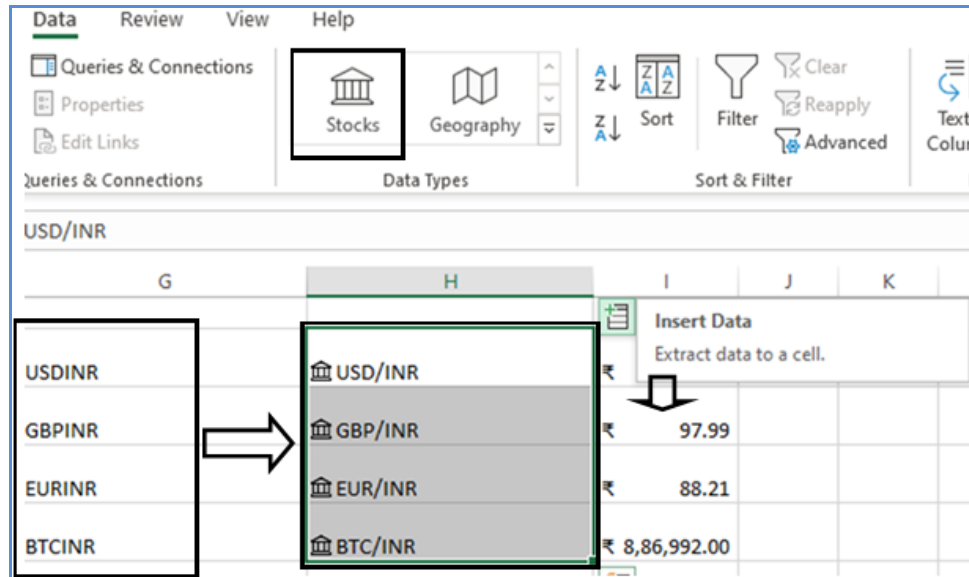 Data Review View Help
Queries & Connections
Properties
Edit Links
Queries & Connections
Stocks Geography
Data Types
Sort Filter
Clear
Reapply
Advanced
Sort & Filter
Text
USD/INR
G H I J K
Insert Data
Extract data to a cell.
USDINR USD/INR ₹
GBPINR GBP/INR ₹ 97.99
EURINR EUR/INR ₹ 88.21
BTCINR BTC/INR ₹ 8,86,992.00